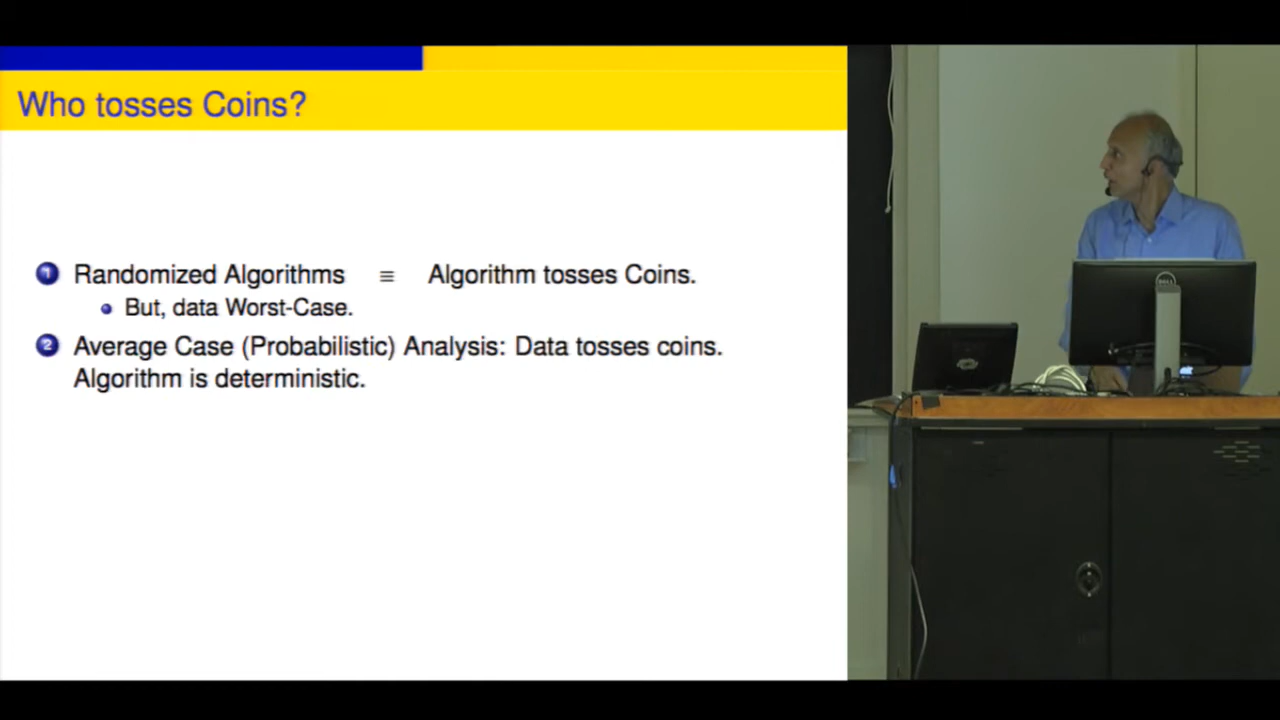 Who tosses Coins?
1 Randomized Algorithms ≡ Algorithm tosses Coins.
But, data Worst-Case.
2 Average Case (Probabilistic) Analysis: Data tosses coins.
Algorithm is deterministic.
DELL